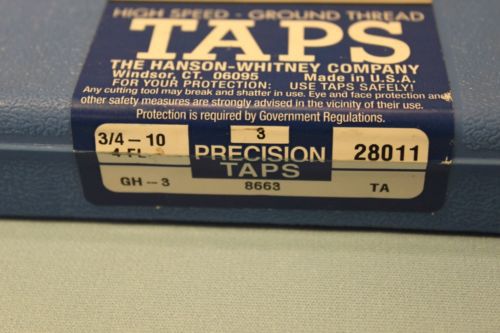 HIGH SPEED - GROUND THREAD
TAPS
THE HANSON-WHITNEY COMPANY
Windsor, CT. 06095 Made in U.S.A.
FOR YOUR PROTECTION: USE TAPS SAFELY!
Any cutting tool may break and shatter in use. Eye and face protection and
other safety measures are strongly advised in the vicinity of their use.
Protection is required by Government Regulations.
3/4-10 3 28011
4 FL PRECISION
TAPS
GH-3 8663 TA